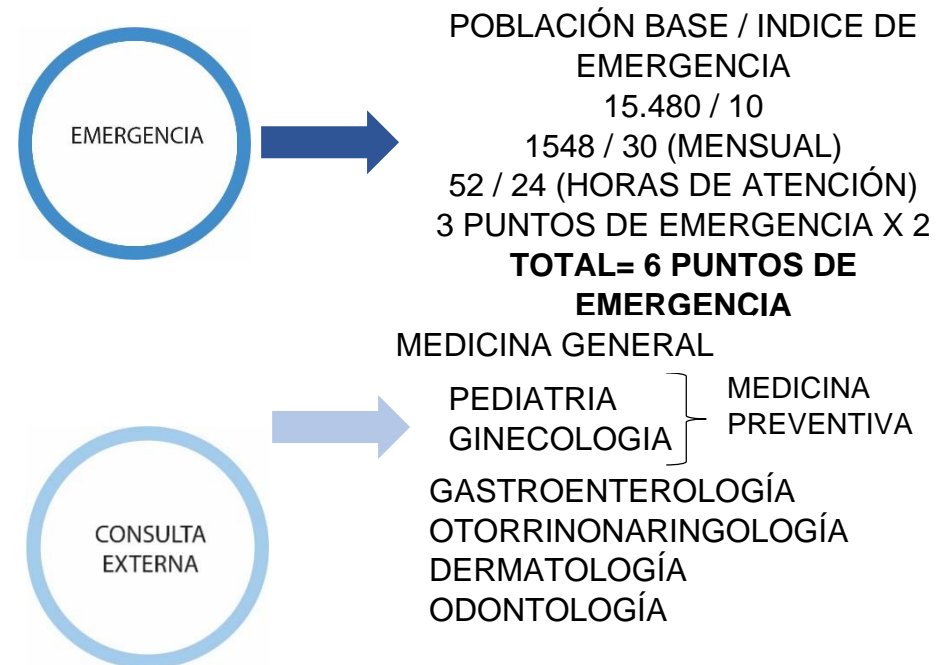 EMERGENCIA
POBLACIÓN BASE / INDICE DE
EMERGENCIA
15.480 / 10
1548 / 30 (MENSUAL)
52 / 24 (HORAS DE ATENCIÓN)
3 PUNTOS DE EMERGENCIA X 2
TOTAL= 6 PUNTOS DE
EMERGENCIA
CONSULTA
EXTERNA
MEDICINA GENERAL
PEDIATRIA
GINECOLOGIA
MEDICINA
PREVENTIVA
GASTROENTEROLOGÍA
OTORRINONARINGOLOGÍA
DERMATOLOGÍA
ODONTOLOGÍA